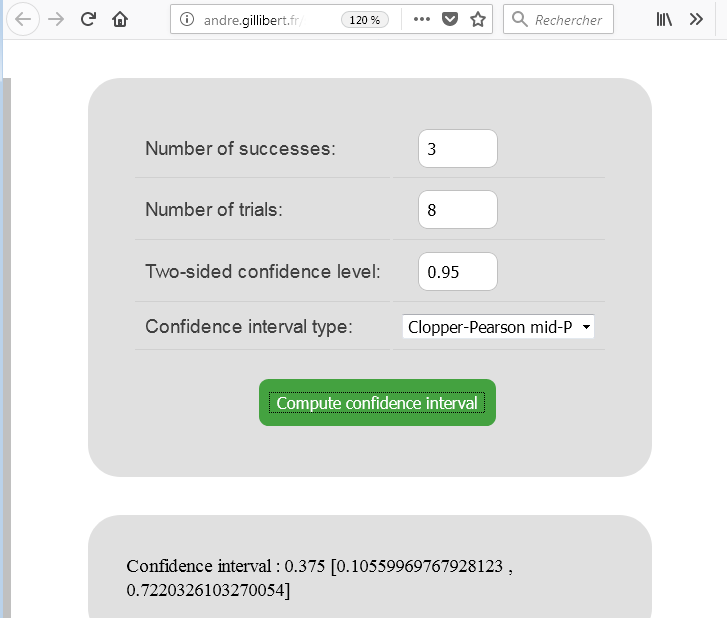 andre.gillibert.fr/ 120 % Rechercher
Number of successes: 3
Number of trials: 8
Two-sided confidence level: 0.95
Confidence interval type: Clopper-Pearson mid-P
Compute confidence interval
Confidence interval : 0.375 [0.10559969767928123 ,
0.7220326103270054]